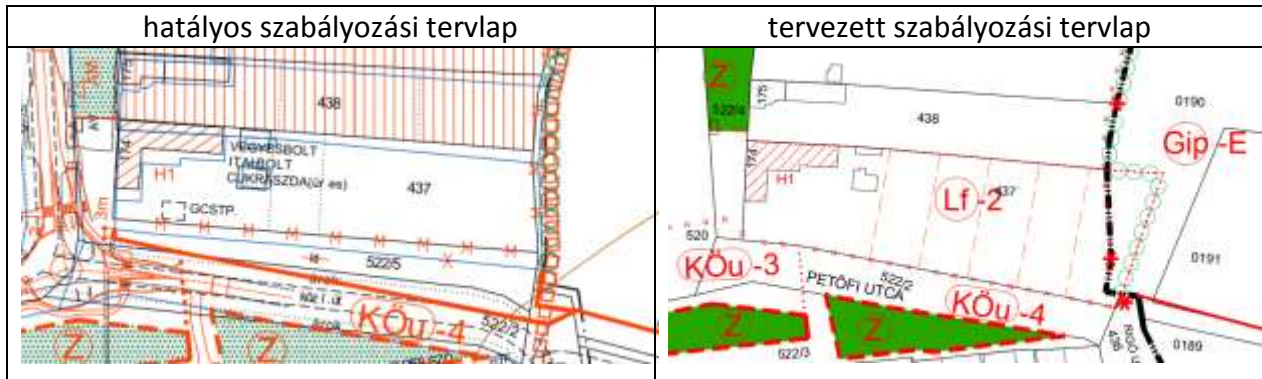 hatályos szabályozási tervlap
tervezett szabályozási tervlap
438
174
VEGYESBOLT
ITALBOLT
CUKRÁSZDA(üres)
437
H1
GCSTP.
3m
522/5
KÖu-4
Z
Z
Z
522/4
175
438
0190
Gip-E
174
H1
Lf-2
437
520
KÖu-3
522/2
PETŐFI UTCA
KÖu-4
0191
Z
Z
522/3
0189